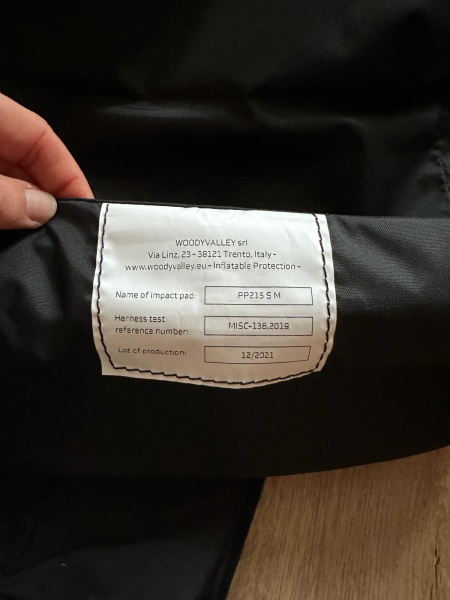 WOODYVALLEY srl
Via Linz, 23 - 38121 Trento, Italy -
www.woodyvalley.eu - Inflatable Protection -
Name of impact pad: PP215 S M
Herness test
reference number: MISC-136.2019
Lot of production: 12/2021